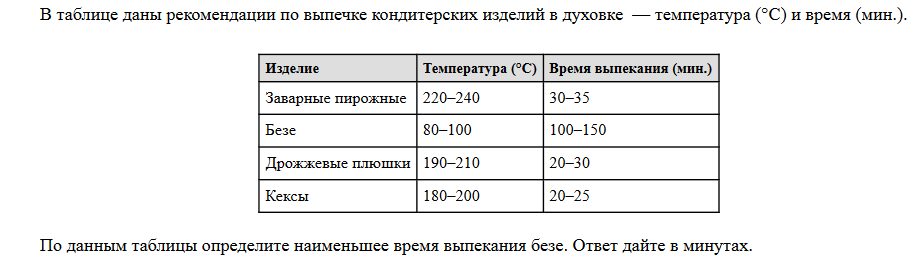 В таблице даны рекомендации по выпечке кондитерских изделий в духовке — температура (°C) и время (мин.).
Изделие Температура (°C) Время выпекания (мин.)
Заварные пирожные 220–240 30–35
Безе 80–100 100–150
Дрожжевые плюшки 190–210 20–30
Кексы 180–200 20–25
По данным таблицы определите наименьшее время выпекания безе. Ответ дайте в минутах.